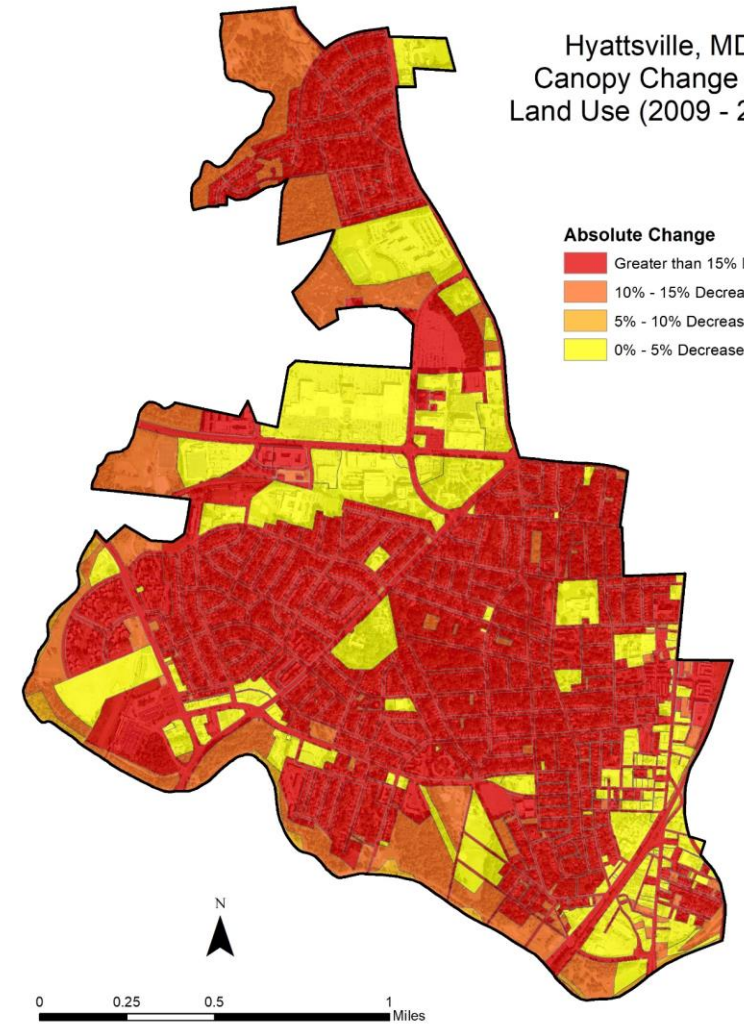 Hyattsville, MD
Canopy Change
Land Use (2009 - 2
Absolute Change
Greater than 15%
10% - 15% Decrea
5% - 10% Decreas
0% - 5% Decrease
N
0 0.25 0.5 1
Miles